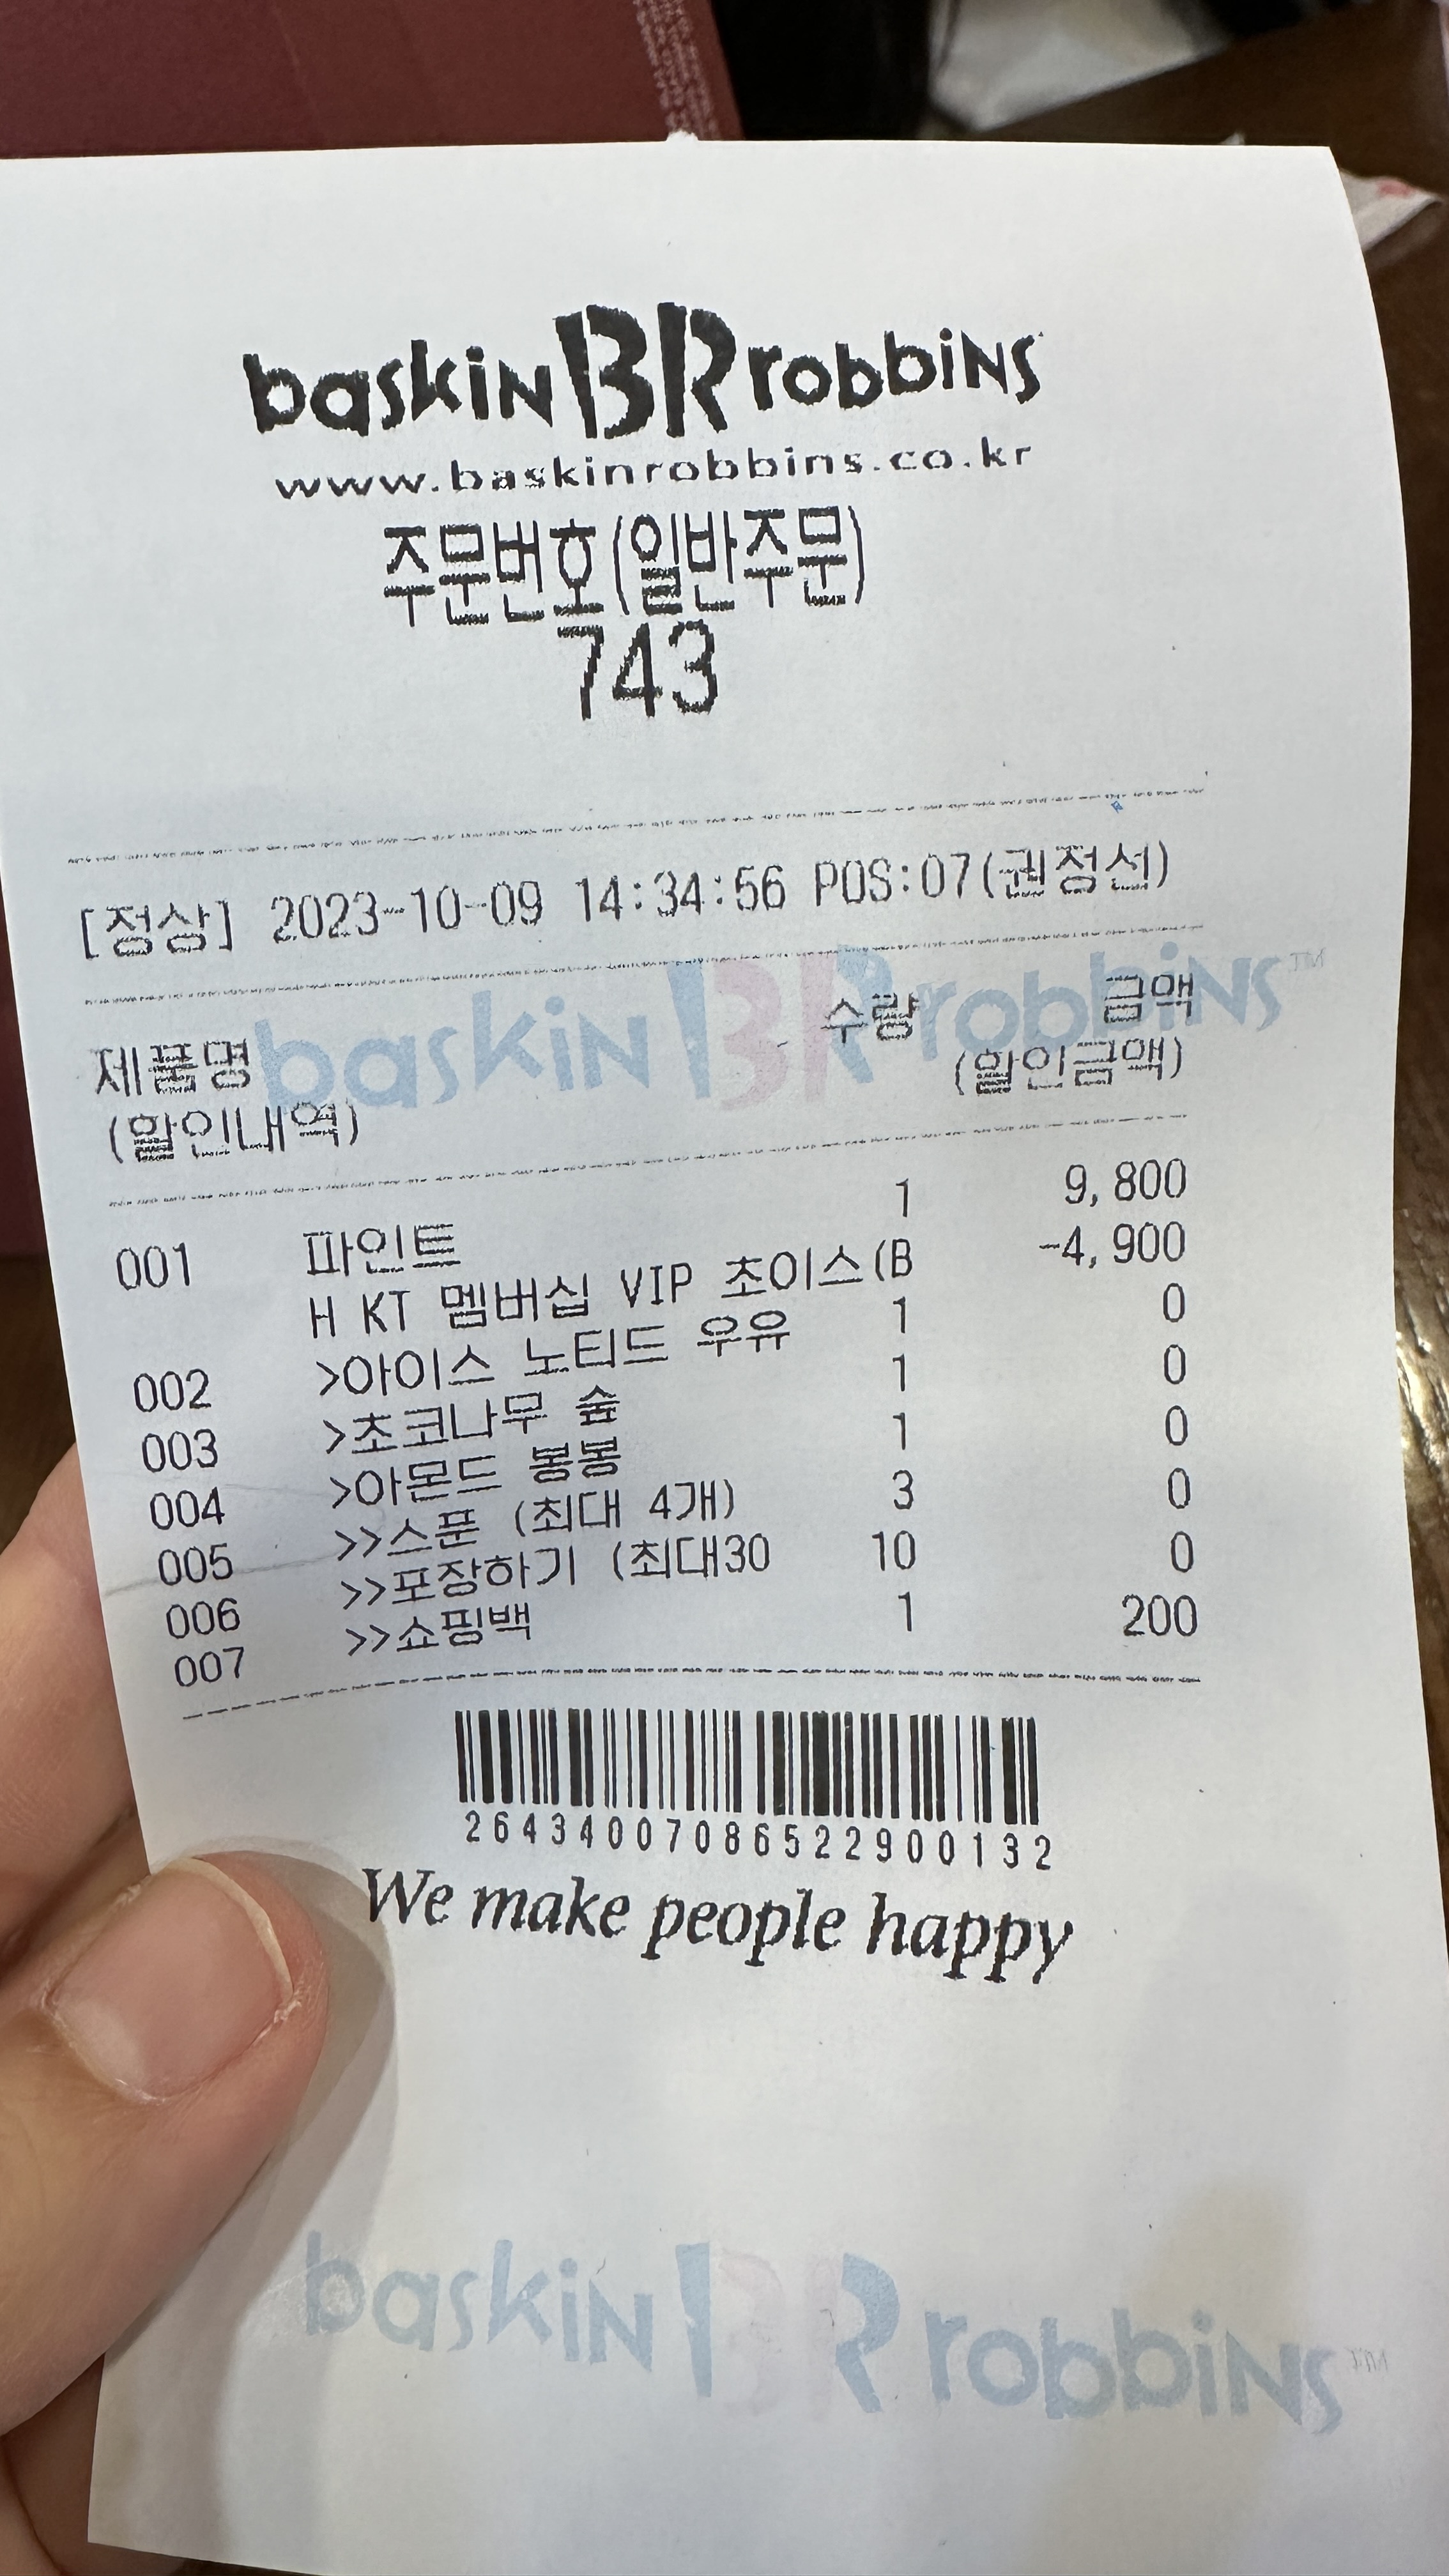 baskin BR robbins
www.baskinrobbins.co.kr
주문번호(일반주문)
743
[정상] 2023-10-09 14:34:56 POS:07(권정석)
baskin BR robbins
제품명 수량 금액
(할인내역) (할인금액)
001 파인트 1 9,800
H KT 멤버십 VIP 초이스(B -4,900
002 >아이스 노티드 우유 1 0
003 >초코나무 숲 1 0
004 >아몬드 봉봉 1 0
005 >>스푼 (최대 4개) 3 0
006 >>포장하기 (최대30 10 0
007 >>쇼핑백 1 200
26434007086522900132
We make people happy
baskin BR robbins